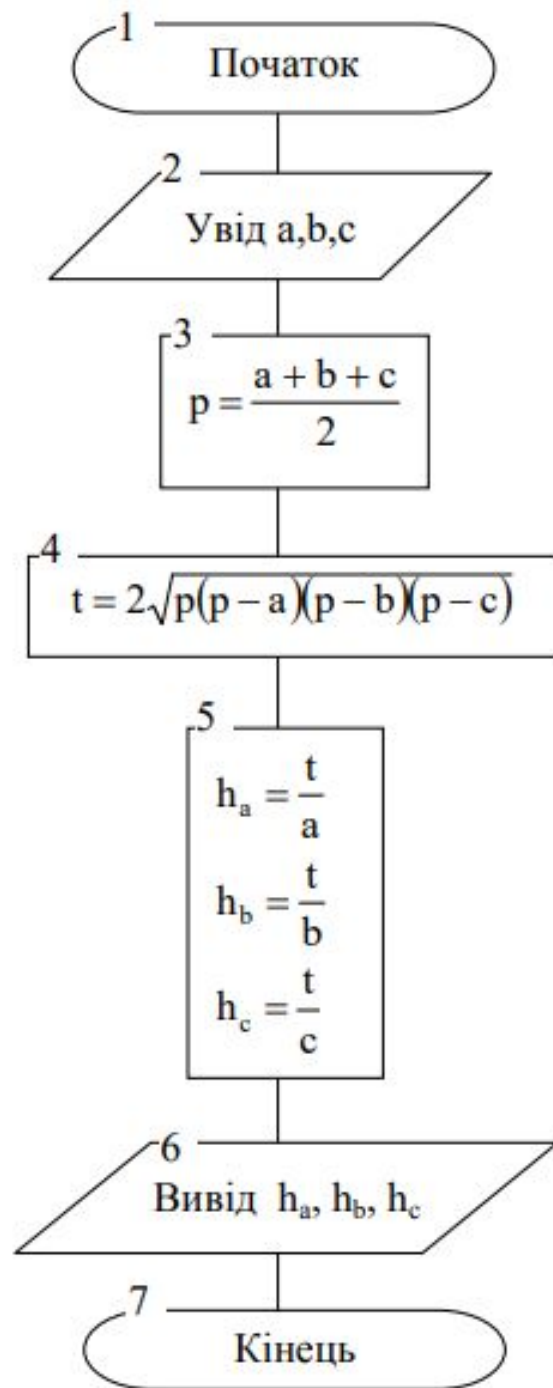 1
Початок
2
Увід a,b,c
3
p = (a + b + c)/2
4
t = 2√p(p − a)(p − b)(p − c)
5
hₐ = t/a
h_b = t/b
h_c = t/c
6
Вивід hₐ, h_b, h_c
7
Кінець